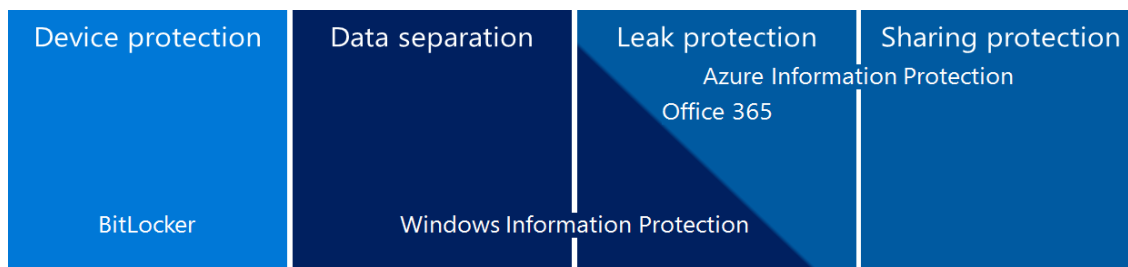 Device protection
Data separation
Leak protection
Sharing protection
Azure Information Protection
Office 365
BitLocker
Windows Information Protection